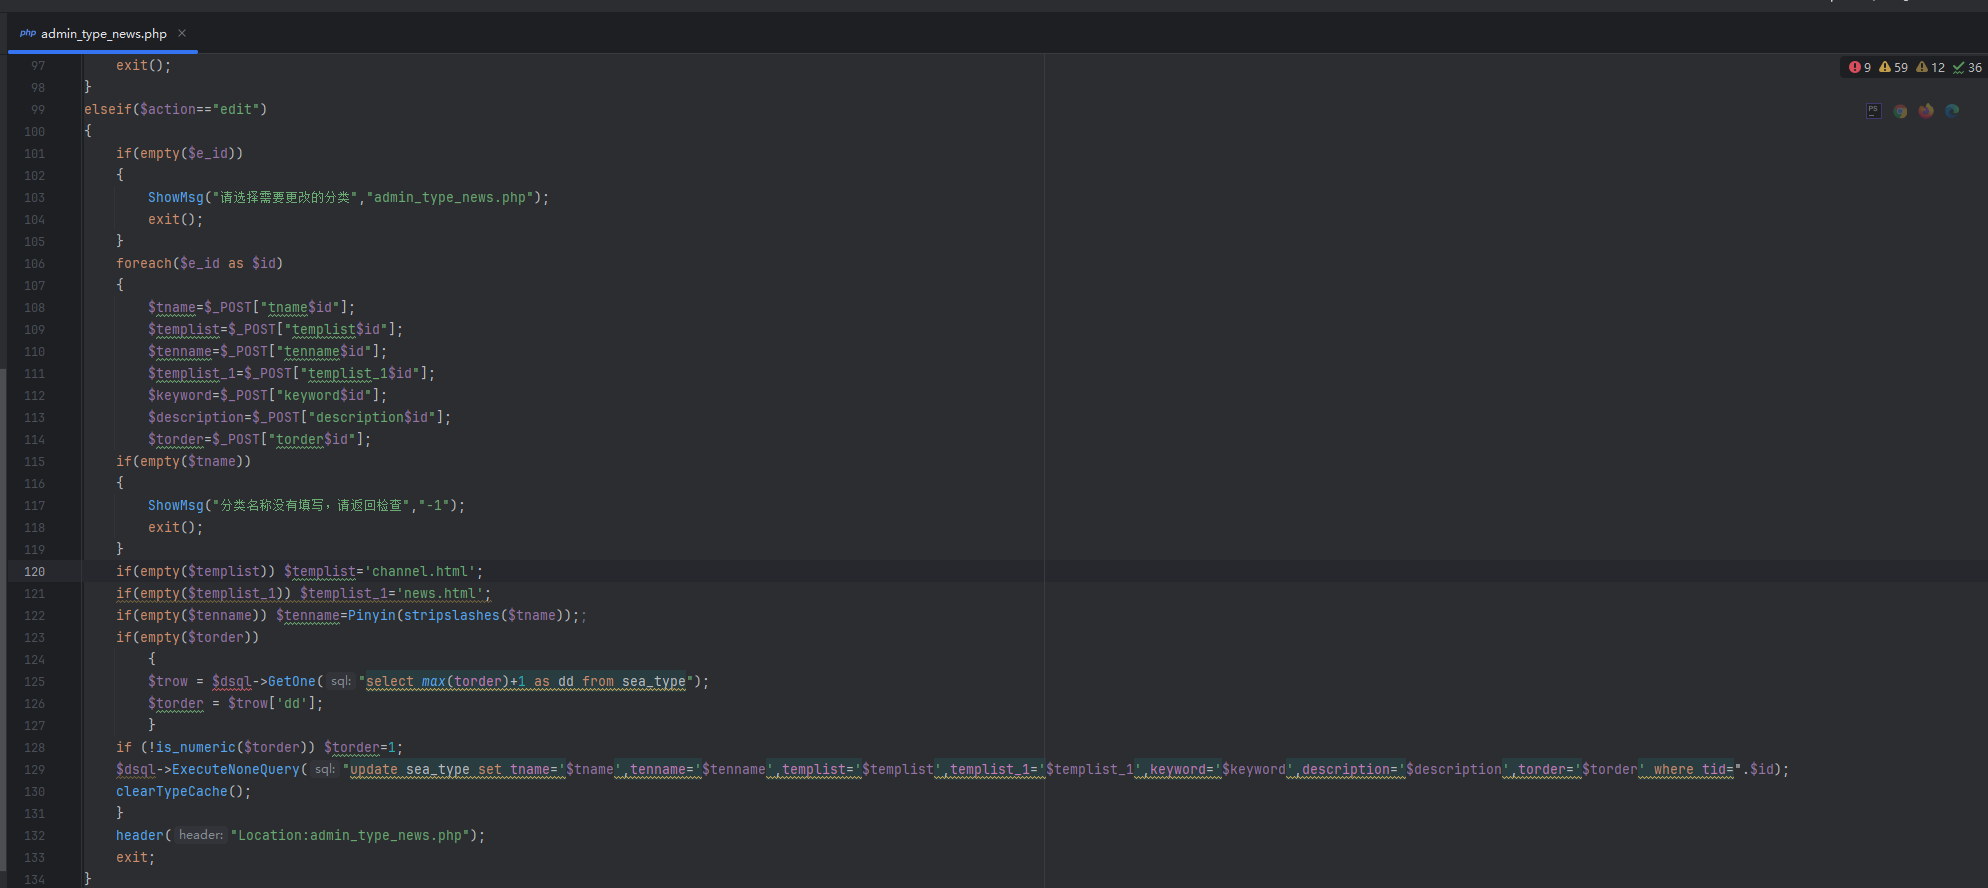 php admin_type_news.php ×
9 59 12 36
97 exit();
98 }
99 elseif($action=="edit")
100 {
101 if(empty($e_id))
102 {
103 ShowMsg("请选择需要更改的分类","admin_type_news.php");
104 exit();
105 }
106 foreach($e_id as $id)
107 {
108 $tname=$_POST["tname$id"];
109 $templist=$_POST["templist$id"];
110 $tenname=$_POST["tenname$id"];
111 $templist_1=$_POST["templist_1$id"];
112 $keyword=$_POST["keyword$id"];
113 $description=$_POST["description$id"];
114 $torder=$_POST["torder$id"];
115 if(empty($tname))
116 {
117 ShowMsg("分类名称没有填写，请返回检查","-1");
118 exit();
119 }
120 if(empty($templist)) $templist='channel.html';
121 if(empty($templist_1)) $templist_1='news.html';
122 if(empty($tenname)) $tenname=Pinyin(stripslashes($tname));;
123 if(empty($torder))
124 {
125 $trow = $dsql->GetOne( sql: "select max(torder)+1 as dd from sea_type");
126 $torder = $trow['dd'];
127 }
128 if (!is_numeric($torder)) $torder=1;
129 $dsql->ExecuteNoneQuery( sql: "update sea_type set tname='$tname',tenname='$tenname',templist='$templist',templist_1='$templist_1',keyword='$keyword',description='$description',torder='$torder' where tid=".$id);
130 clearTypeCache();
131 }
132 header( header: "Location:admin_type_news.php");
133 exit;
134 }